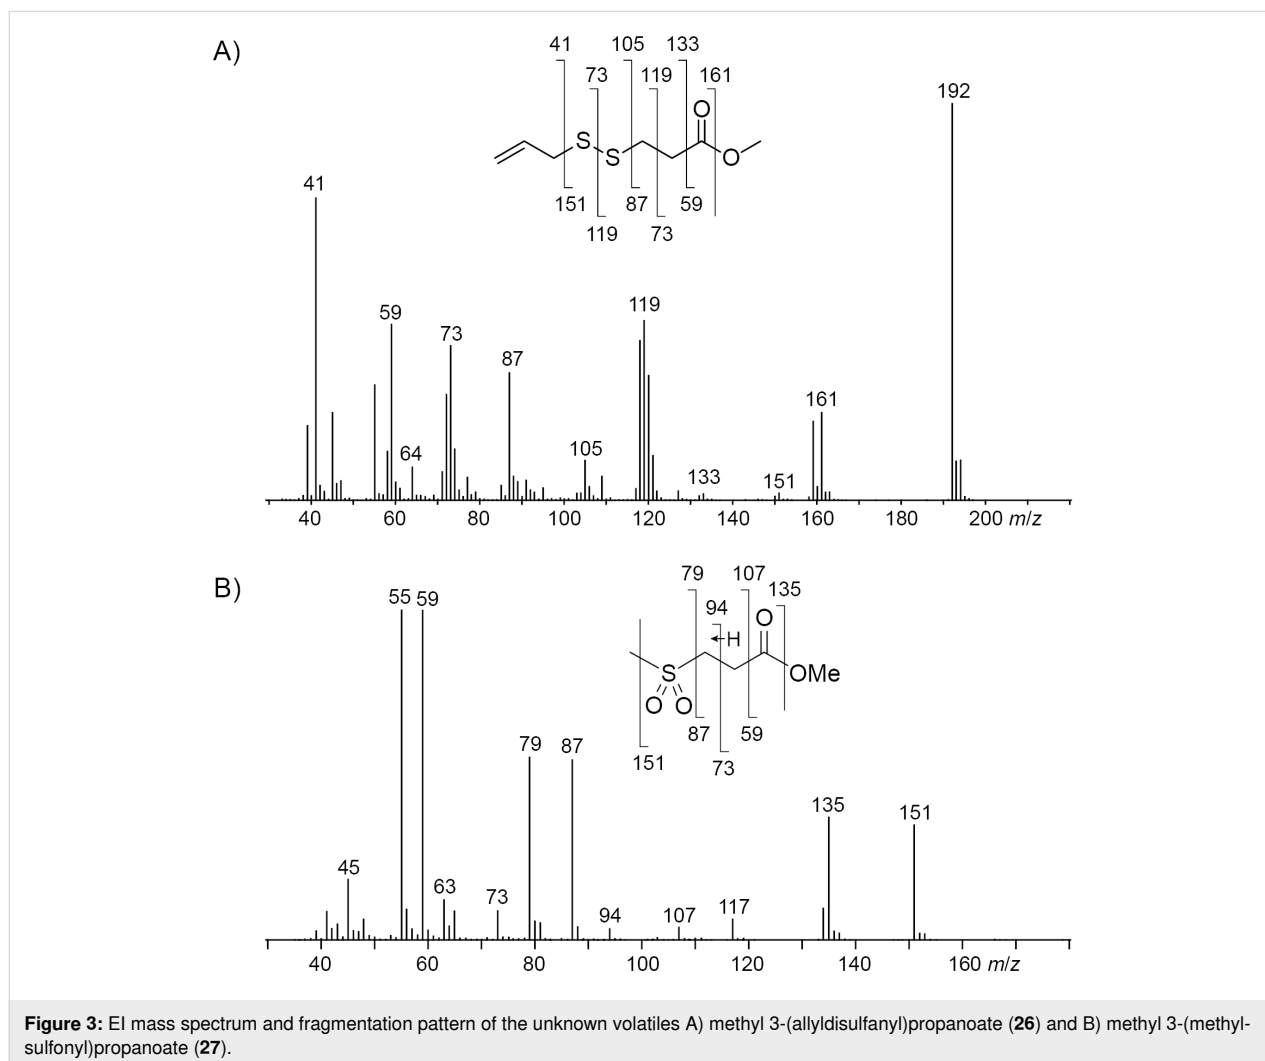 A)
41 105 133
73 119 161
O
S
S
O
151 87 59
119 73
192
41
59
73
87
119
64
105
133
151
161
40 60 80 100 120 140 160 180 200 m/z
B)
79 107
94 135
H
O
S
OMe
O O
87 59
151 73
55 59
79 87
135 151
45
63
73
94 107 117
40 60 80 100 120 140 160 m/z
Figure 3: EI mass spectrum and fragmentation pattern of the unknown volatiles A) methyl 3-(allyldisulfanyl)propanoate (26) and B) methyl 3-(methyl-
sulfonyl)propanoate (27).